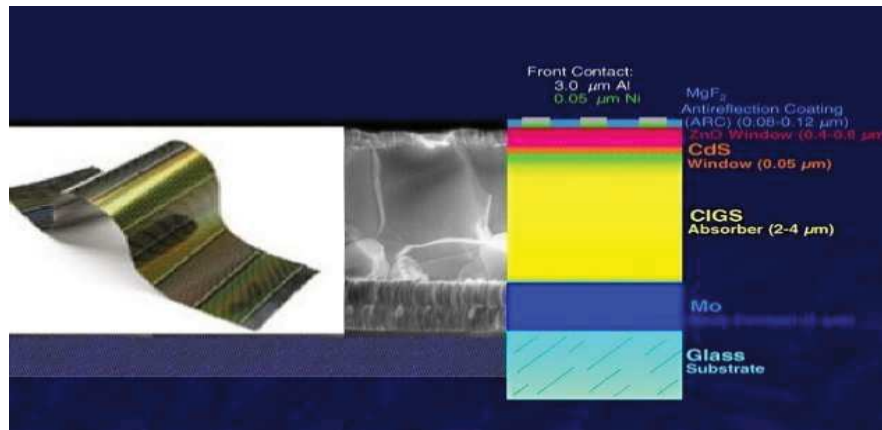 Front Contact:
3.0 µm Al
0.05 µm Ni
MgF₂
Antireflection Coating
(ARC) (0.08-0.12 µm)
ZnO Window (0.4-0.6 µm
CdS
Window (0.05 µm)
CIGS
Absorber (2-4 µm)
Mo
Glass
Substrate